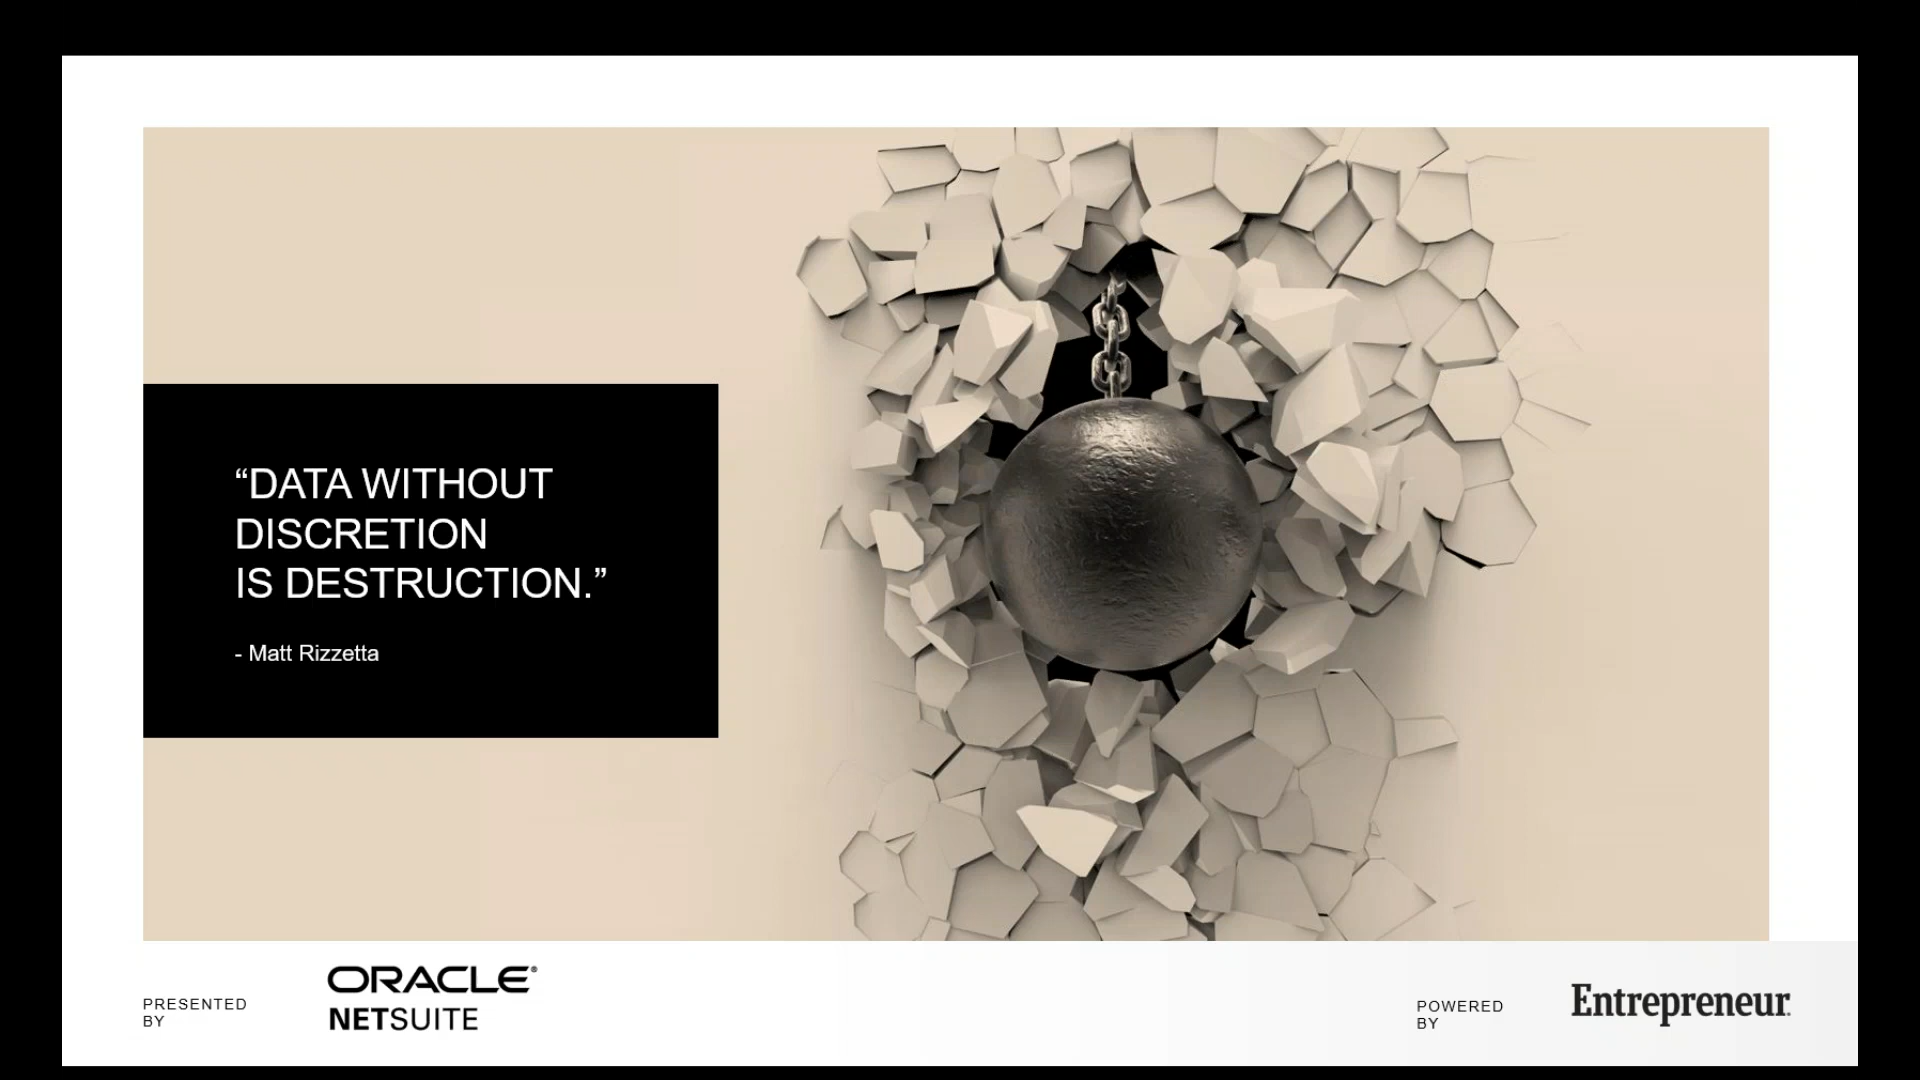 “DATA WITHOUT
DISCRETION
IS DESTRUCTION.”
- Matt Rizzetta
PRESENTED
BY
ORACLE®
NETSUITE
POWERED
BY
Entrepreneur.